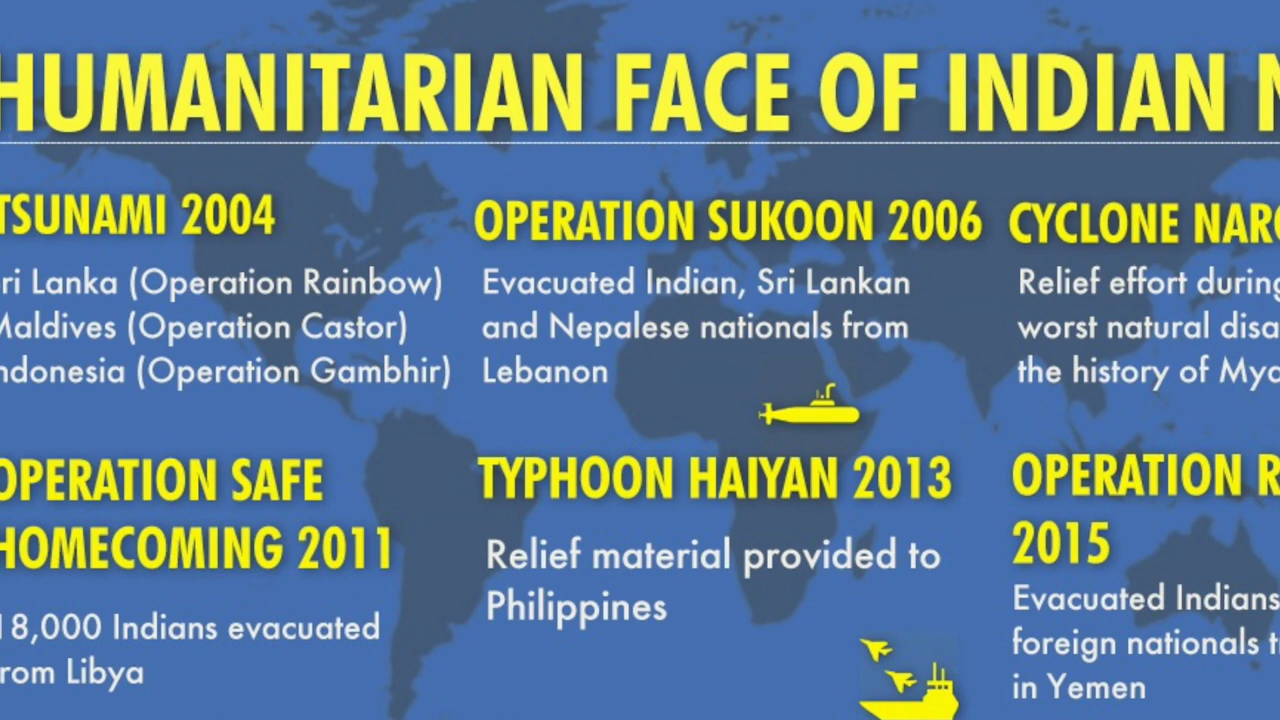 HUMANITARIAN FACE OF INDIAN
TSUNAMI 2004
ri Lanka (Operation Rainbow)
Maldives (Operation Castor)
ndonesia (Operation Gambhir)
OPERATION SUKOON 2006
Evacuated Indian, Sri Lankan
and Nepalese nationals from
Lebanon
CYCLONE NAR
Relief effort during
worst natural disa
the history of Mya
OPERATION SAFE
HOMECOMING 2011
18,000 Indians evacuated
rom Libya
TYPHOON HAIYAN 2013
Relief material provided to
Philippines
OPERATION R
2015
Evacuated Indians
foreign nationals t
in Yemen